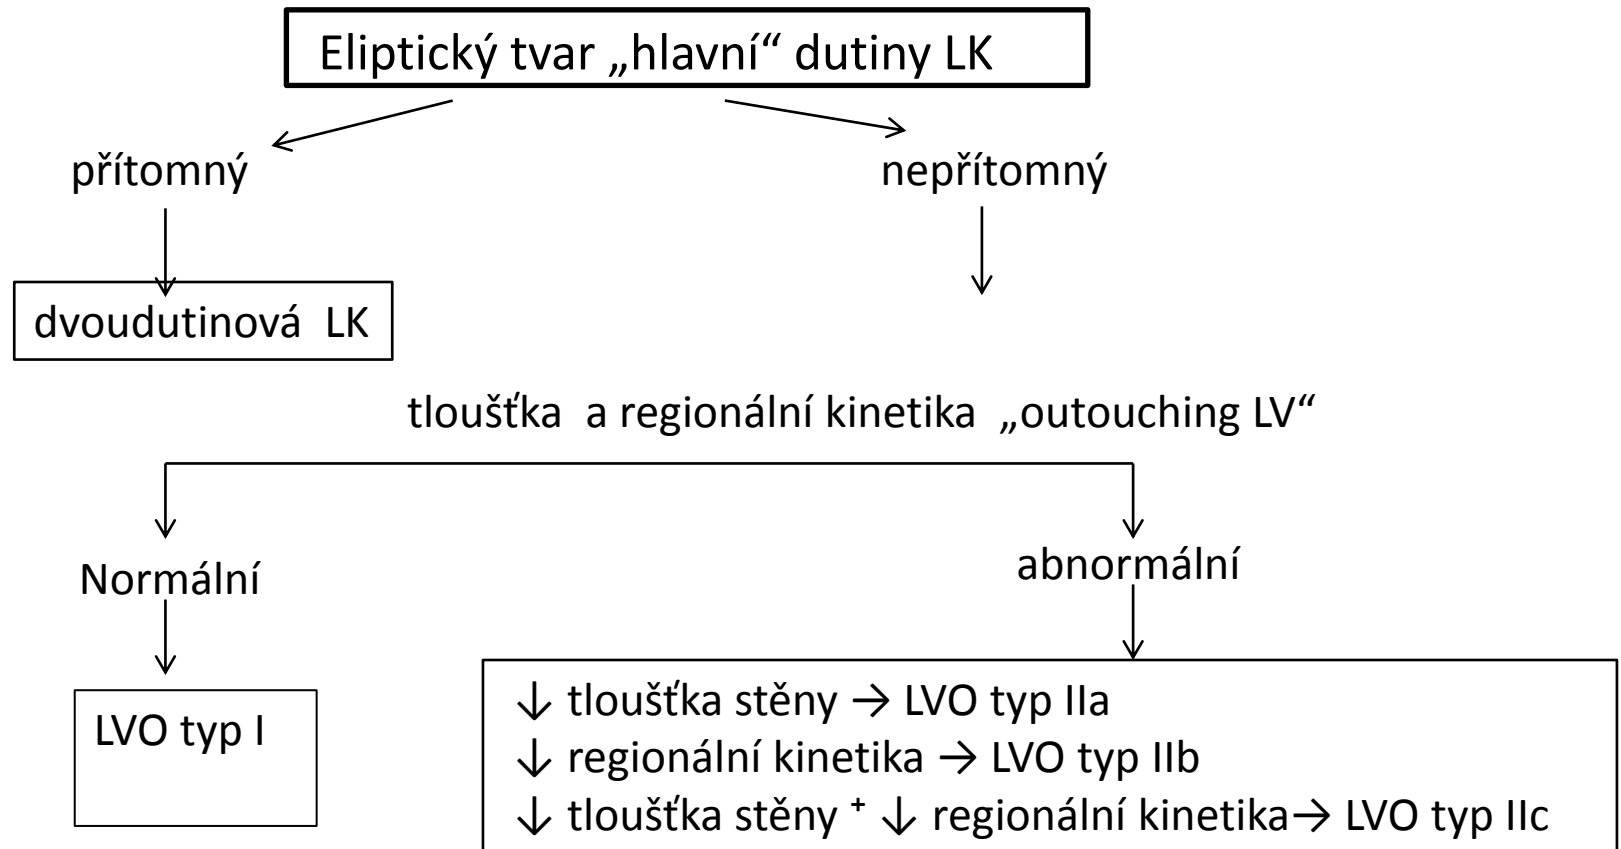 Eliptický tvar „hlavní“ dutiny LK
přítomný
nepřítomný
dvoudutinová LK
tloušťka a regionální kinetika „outouching LV“
Normální
abnormální
LVO typ I
↓ tloušťka stěny → LVO typ IIa
↓ regionální kinetika → LVO typ IIb
↓ tloušťka stěny + ↓ regionální kinetika→ LVO typ IIc